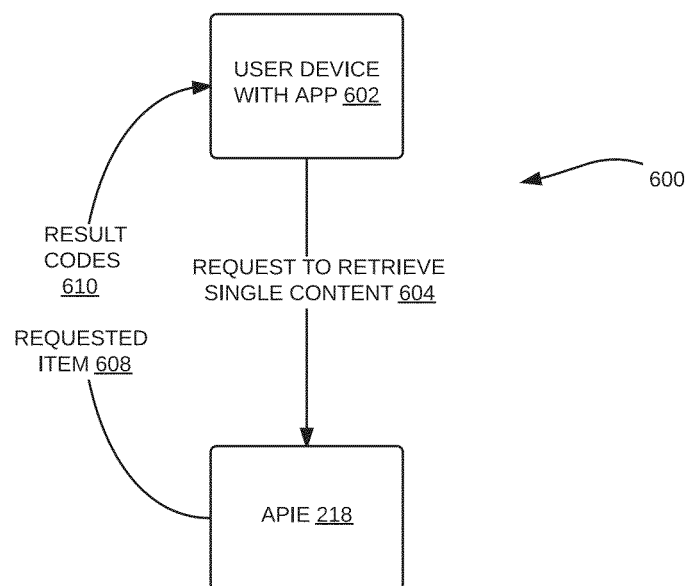 USER DEVICE
WITH APP 602
600
RESULT
CODES
610
REQUEST TO RETRIEVE
SINGLE CONTENT 604
REQUESTED
ITEM 608
APIE 218